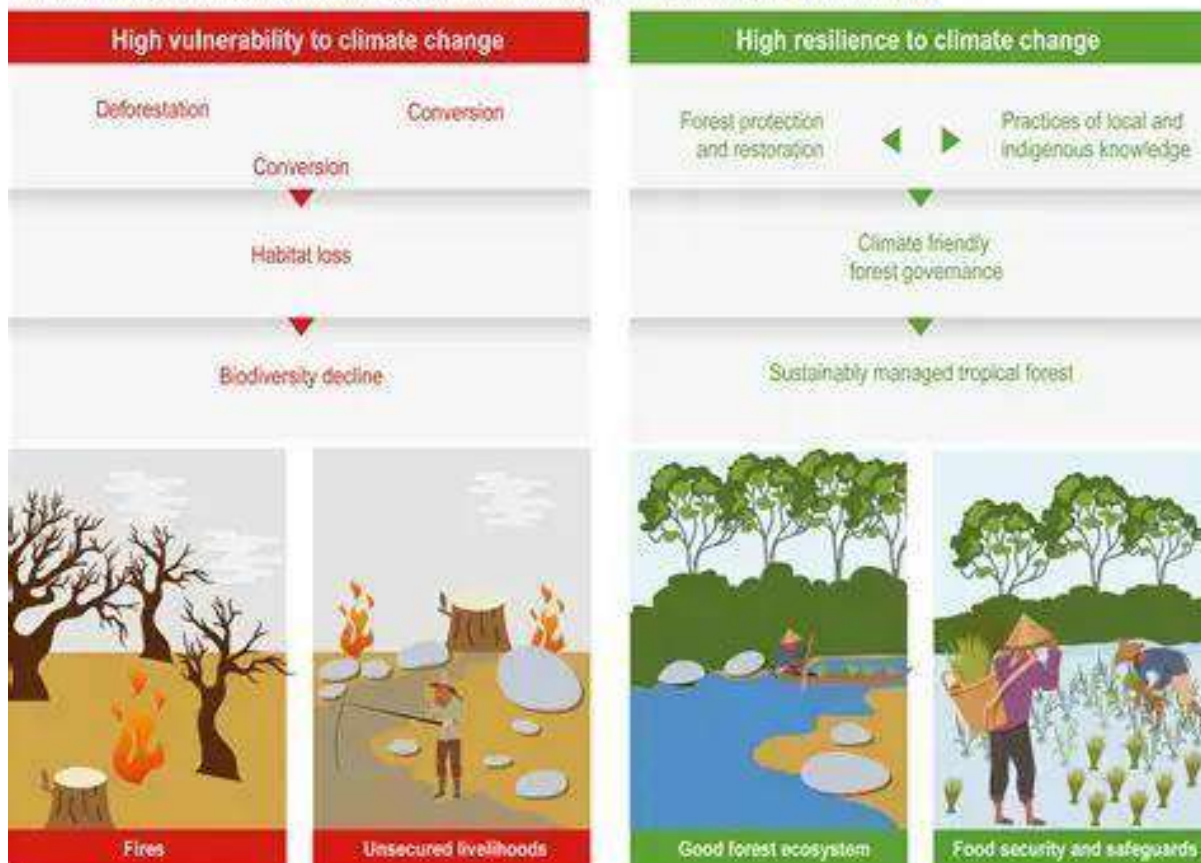 High vulnerability to climate change
Deforestation
Conversion
Conversion
Habitat loss
Biodiversity decline
Fires
Unsecured livelihoods
High resilience to climate change
Forest protection
and restoration
Practices of local and
indigenous knowledge
Climate friendly
forest governance
Sustainably managed tropical forest
Good forest ecosystem
Food security and safeguards